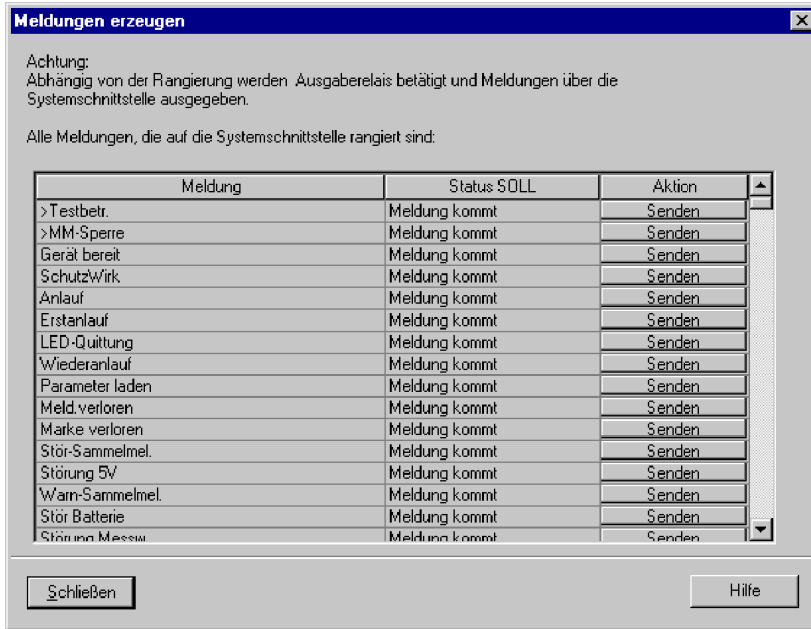 Meldungen erzeugen
Achtung:
Abhängig von der Rangierung werden Ausgaberelais betätigt und Meldungen über die
Systemschnittstelle ausgegeben.
Alle Meldungen, die auf die Systemschnittstelle rangiert sind:
Meldung Status SOLL Aktion
>Testbetr. Meldung kommt Senden
>MM-Sperre Meldung kommt Senden
Gerät bereit Meldung kommt Senden
SchutzWirk Meldung kommt Senden
Anlauf Meldung kommt Senden
Erstanlauf Meldung kommt Senden
LED-Quittung Meldung kommt Senden
Wiederanlauf Meldung kommt Senden
Parameter laden Meldung kommt Senden
Meld.verloren Meldung kommt Senden
Marke verloren Meldung kommt Senden
Stör-Sammelmel. Meldung kommt Senden
Störung 5V Meldung kommt Senden
Warn-Sammelmel. Meldung kommt Senden
Stör Batterie Meldung kommt Senden
Störung Messw. Meldung kommt Senden
Schließen Hilfe